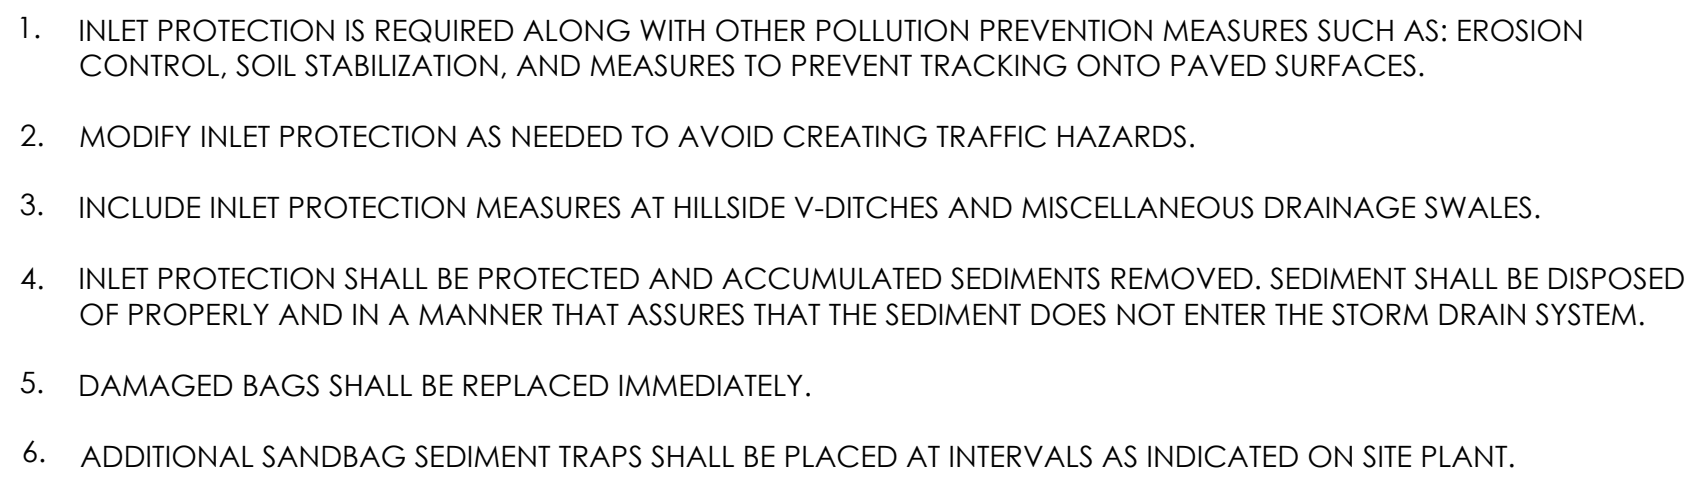 1. INLET PROTECTION IS REQUIRED ALONG WITH OTHER POLLUTION PREVENTION MEASURES SUCH AS: EROSION
CONTROL, SOIL STABILIZATION, AND MEASURES TO PREVENT TRACKING ONTO PAVED SURFACES.
2. MODIFY INLET PROTECTION AS NEEDED TO AVOID CREATING TRAFFIC HAZARDS.
3. INCLUDE INLET PROTECTION MEASURES AT HILLSIDE V-DITCHES AND MISCELLANEOUS DRAINAGE SWALES.
4. INLET PROTECTION SHALL BE PROTECTED AND ACCUMULATED SEDIMENTS REMOVED. SEDIMENT SHALL BE DISPOSED
OF PROPERLY AND IN A MANNER THAT ASSURES THAT THE SEDIMENT DOES NOT ENTER THE STORM DRAIN SYSTEM.
5. DAMAGED BAGS SHALL BE REPLACED IMMEDIATELY.
6. ADDITIONAL SANDBAG SEDIMENT TRAPS SHALL BE PLACED AT INTERVALS AS INDICATED ON SITE PLANT.